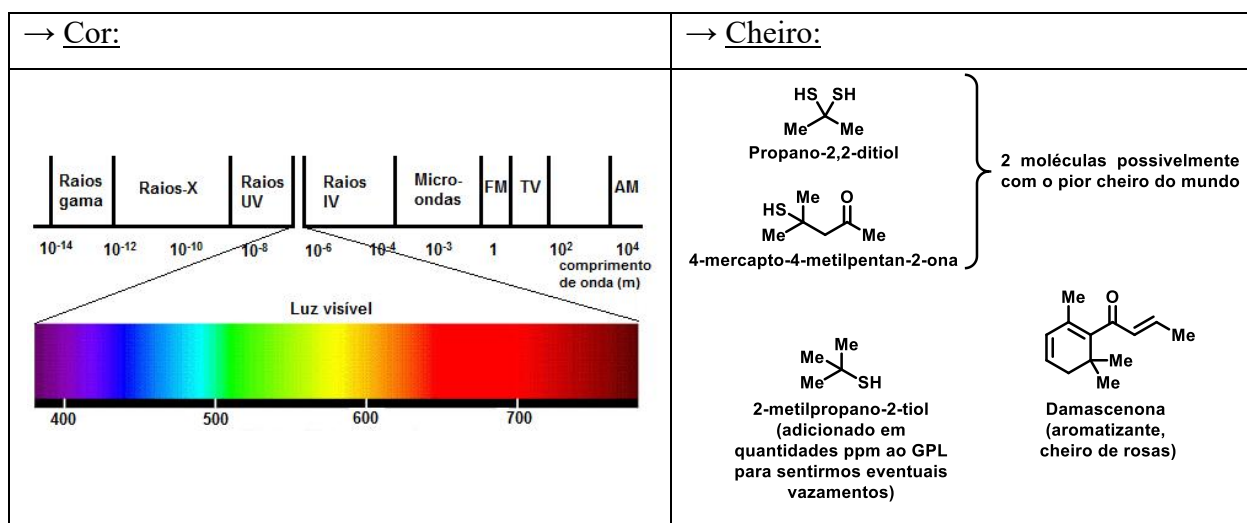 → Cor:
→ Cheiro:
Raios gama
Raios-X
Raios UV
Raios IV
Micro-ondas
FM
TV
AM
10⁻¹⁴ 10⁻¹² 10⁻¹⁰ 10⁻⁸ 10⁻⁶ 10⁻⁴ 10⁻³ 1 10² 10⁴
comprimento
de onda (m)
Luz visível
400 500 600 700
HS SH
Me Me
Propano-2,2-ditiol
Me
HS O
Me Me
4-mercapto-4-metilpentan-2-ona
2 moléculas possivelmente
com o pior cheiro do mundo
Me
Me
Me SH
2-metilpropano-2-tiol
(adicionado em
quantidades ppm ao GPL
para sentirmos eventuais
vazamentos)
Me O
Me
Me
Me
Damascenona
(aromatizante,
cheiro de rosas)